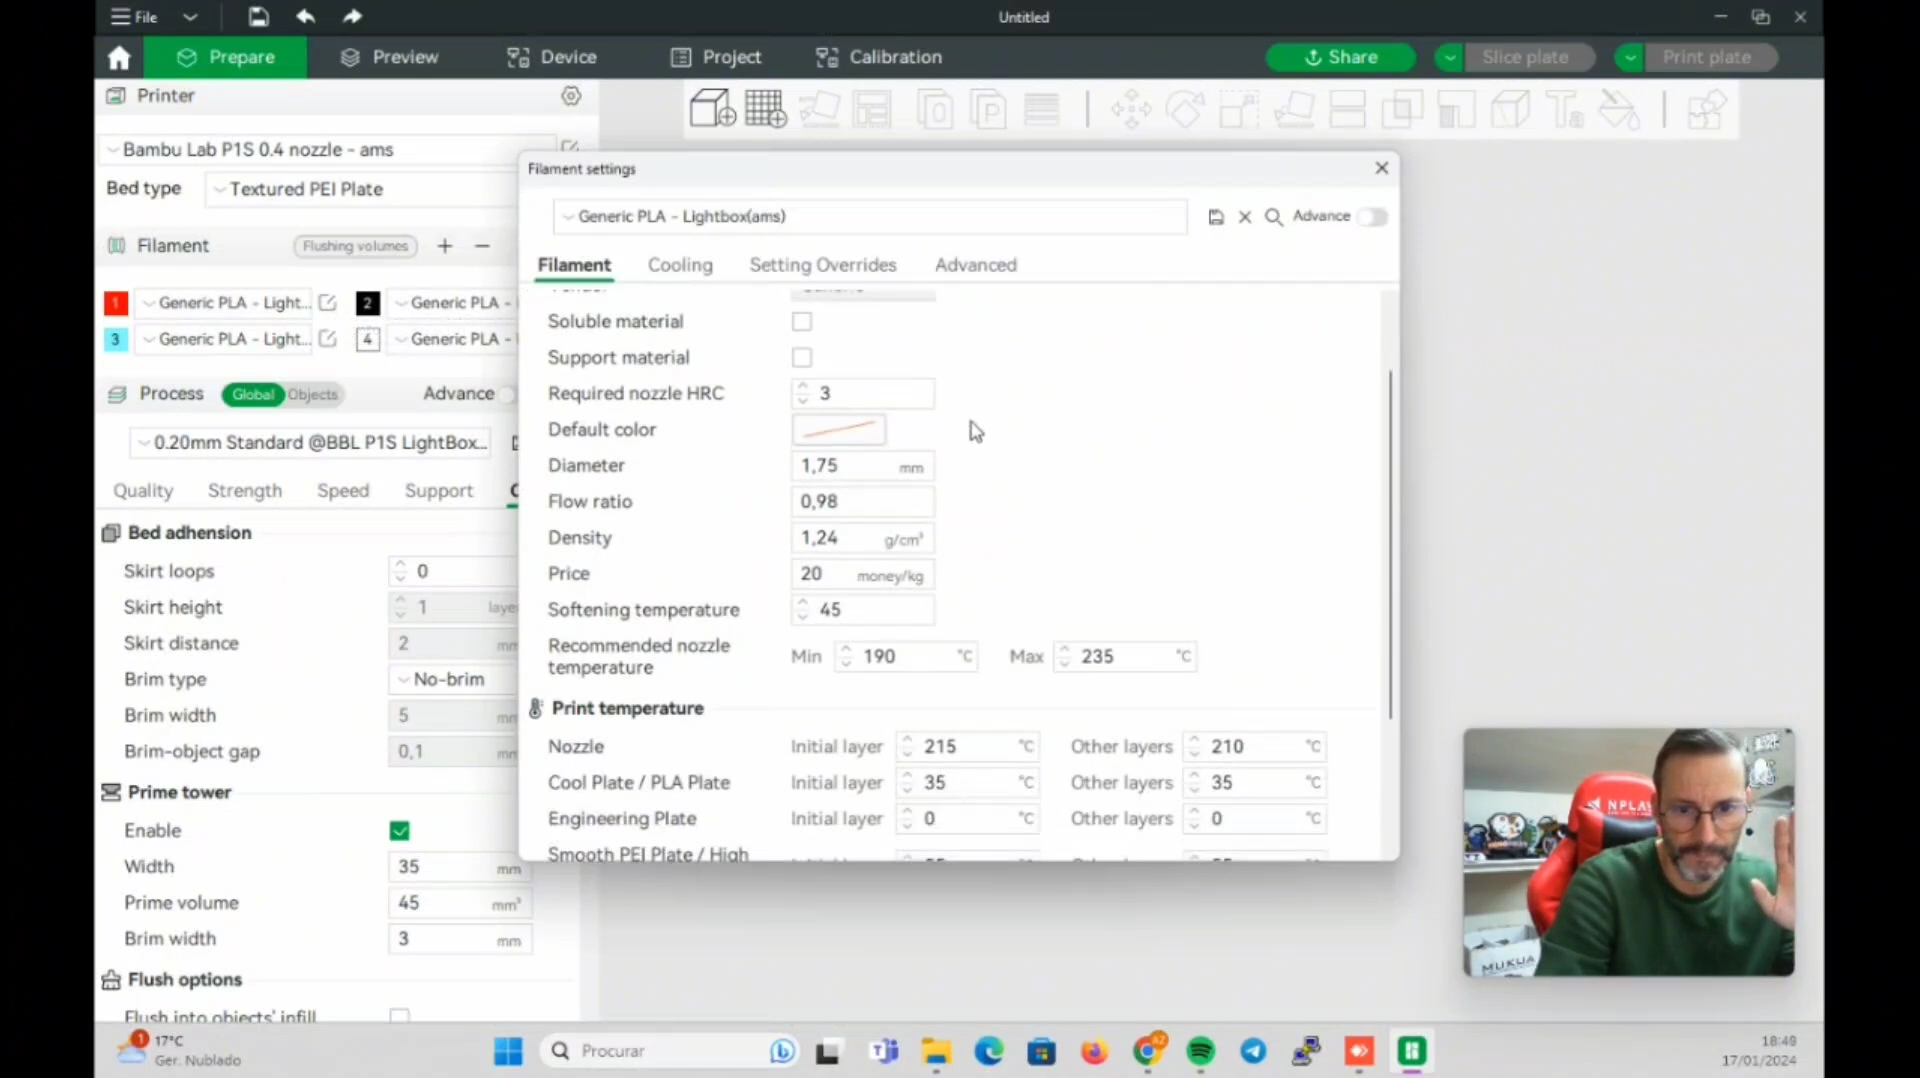 File
Untitled
Prepare
Preview
Device
Project
Calibration
Share
Slice plate
Print plate
Printer
Bambu Lab P1S 0.4 nozzle - ams
Bed type
Textured PEI Plate
Filament
Flushing volumes
1
Generic PLA - Light...
2
Generic PLA -
3
Generic PLA - Light...
4
Generic PLA -
Process
Global
Objects
Advance
0.20mm Standard @BBL P1S LightBox...
Quality
Strength
Speed
Support
Bed adhension
Skirt loops
0
Skirt height
1
Skirt distance
2
Brim type
No-brim
Brim width
5
Brim-object gap
0,1
Prime tower
Enable
Width
35 mm
Prime volume
45 mm³
Brim width
3 mm
Flush options
Flush into objects' infill
Filament settings
Generic PLA - Lightbox(ams)
Advance
Filament
Cooling
Setting Overrides
Advanced
Soluble material
Support material
Required nozzle HRC
3
Default color
Diameter
1,75 mm
Flow ratio
0,98
Density
1,24 g/cm³
Price
20 money/kg
Softening temperature
45
Recommended nozzle
temperature
Min 190 °C Max 235 °C
Print temperature
Nozzle Initial layer 215 °C Other layers 210 °C
Cool Plate / PLA Plate Initial layer 35 °C Other layers 35 °C
Engineering Plate Initial layer 0 °C Other layers 0 °C
Smooth PEI Plate / High
NPLAY
MUKUA
1
17°C
Ger. Nublado
Procurar
AZ
18:49
17/01/2024